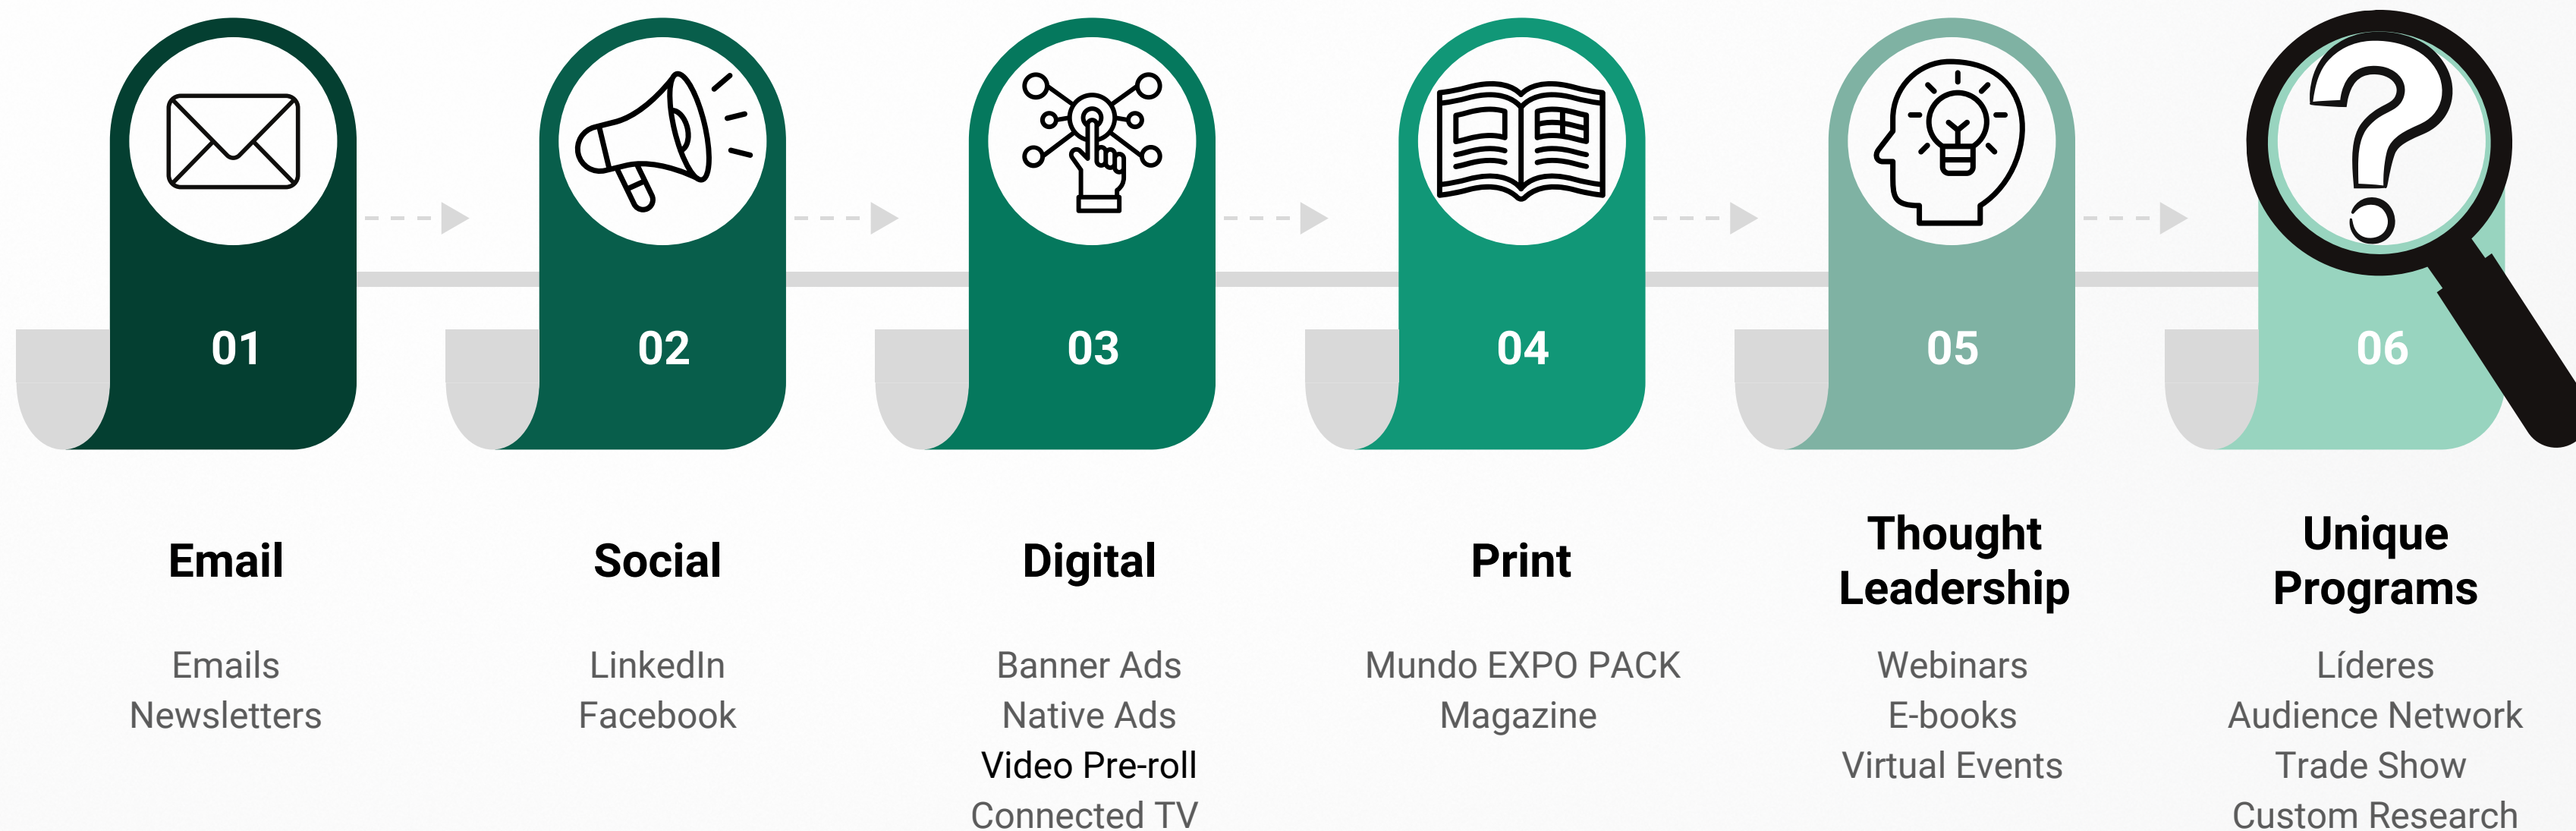 01
02
03
04
05
06
Email
Emails
Newsletters
Social
LinkedIn
Facebook
Digital
Banner Ads
Native Ads
Video Pre-roll
Connected TV
Print
Mundo EXPO PACK
Magazine
Thought
Leadership
Webinars
E-books
Virtual Events
Unique
Programs
Líderes
Audience Network
Trade Show
Custom Research